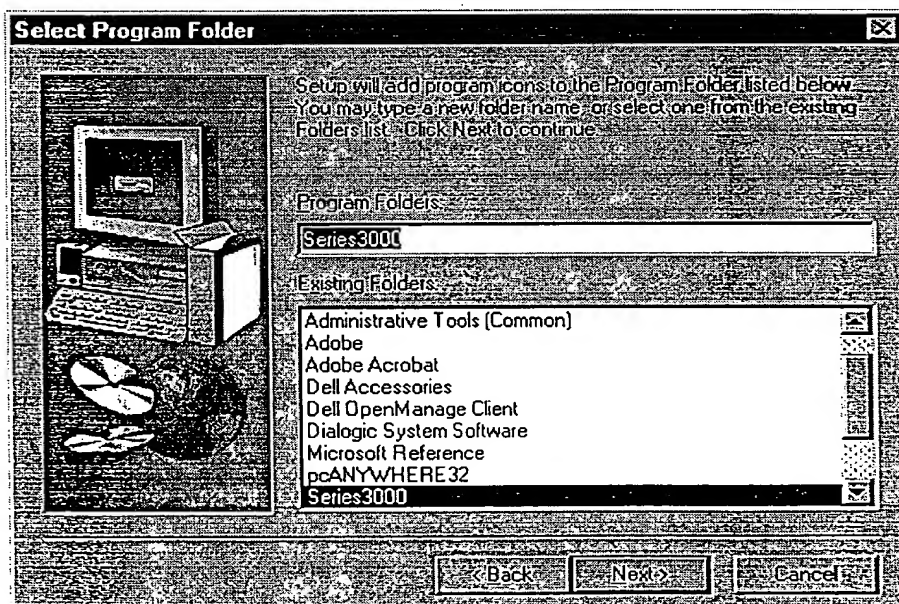 Select Program Folder
Setup will add program icons to the Program Folder listed below.
You may type a new folder name, or select one from the existing
Folders list. Click Next to continue.
Program Folders:
Series3000
Existing Folders:
Administrative Tools (Common)
Adobe
Adobe Acrobat
Dell Accessories
Dell OpenManage Client
Dialogic System Software
Microsoft Reference
pcANYWHERE32
Series3000
< Back
Next >
Cancel